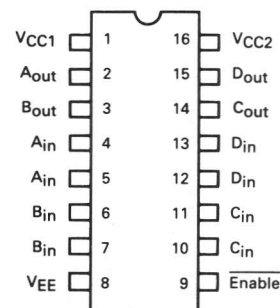 VCC1 1 16 VCC2
Aout 2 15 Dout
Bout 3 14 Cout
Ain 4 13 Din
Ain 5 12 Din
Bin 6 11 Cin
Bin 7 10 Cin
VEE 8 9 Enable